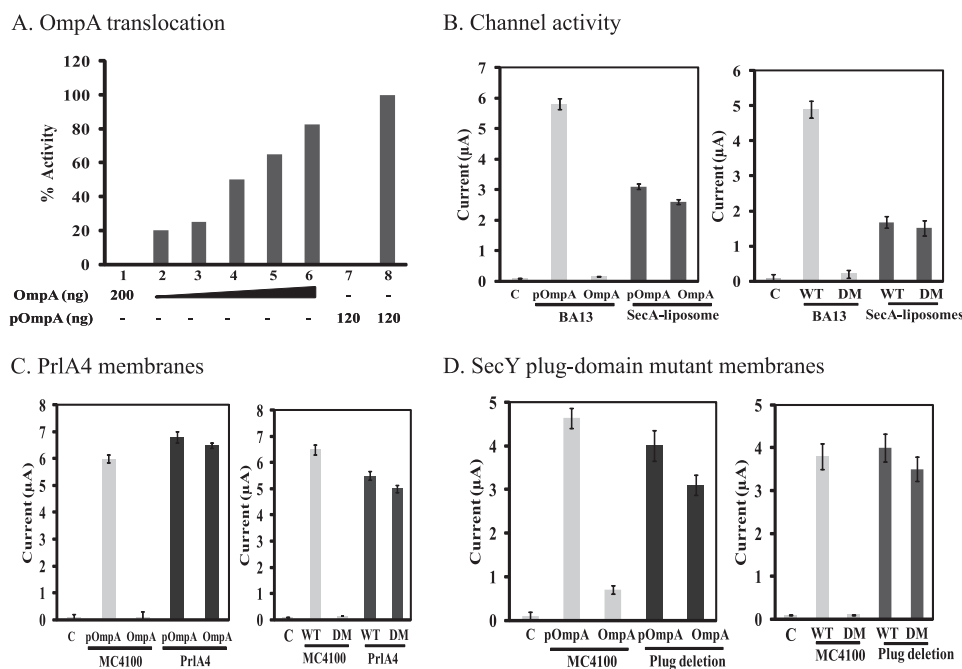 A. OmpA translocation
120
100
80
60
40
20
0
% Activity
1 2 3 4 5 6 7 8
OmpA (ng) 200 - -
pOmpA (ng) - - - - - - 120 120
B. Channel activity
7
6
5
4
3
2
1
0
Current (µA)
C pOmpA OmpA pOmpA OmpA
BA13 SecA-liposome
6
5
4
3
2
1
0
Current (µA)
C WT DM WT DM
BA13 SecA-liposomes
C. PrlA4 membranes
8
7
6
5
4
3
2
1
0
Current (µA)
C pOmpA OmpA pOmpA OmpA
MC4100 PrlA4
8
7
6
5
4
3
2
1
0
Current (µA)
C WT DM WT DM
MC4100 PrlA4
D. SecY plug-domain mutant membranes
5
4
3
2
1
0
Current (µA)
C pOmpA OmpA pOmpA OmpA
MC4100 Plug deletion
5
4
3
2
1
0
Current (µA)
C WT DM WT DM
MC4100 Plug deletion